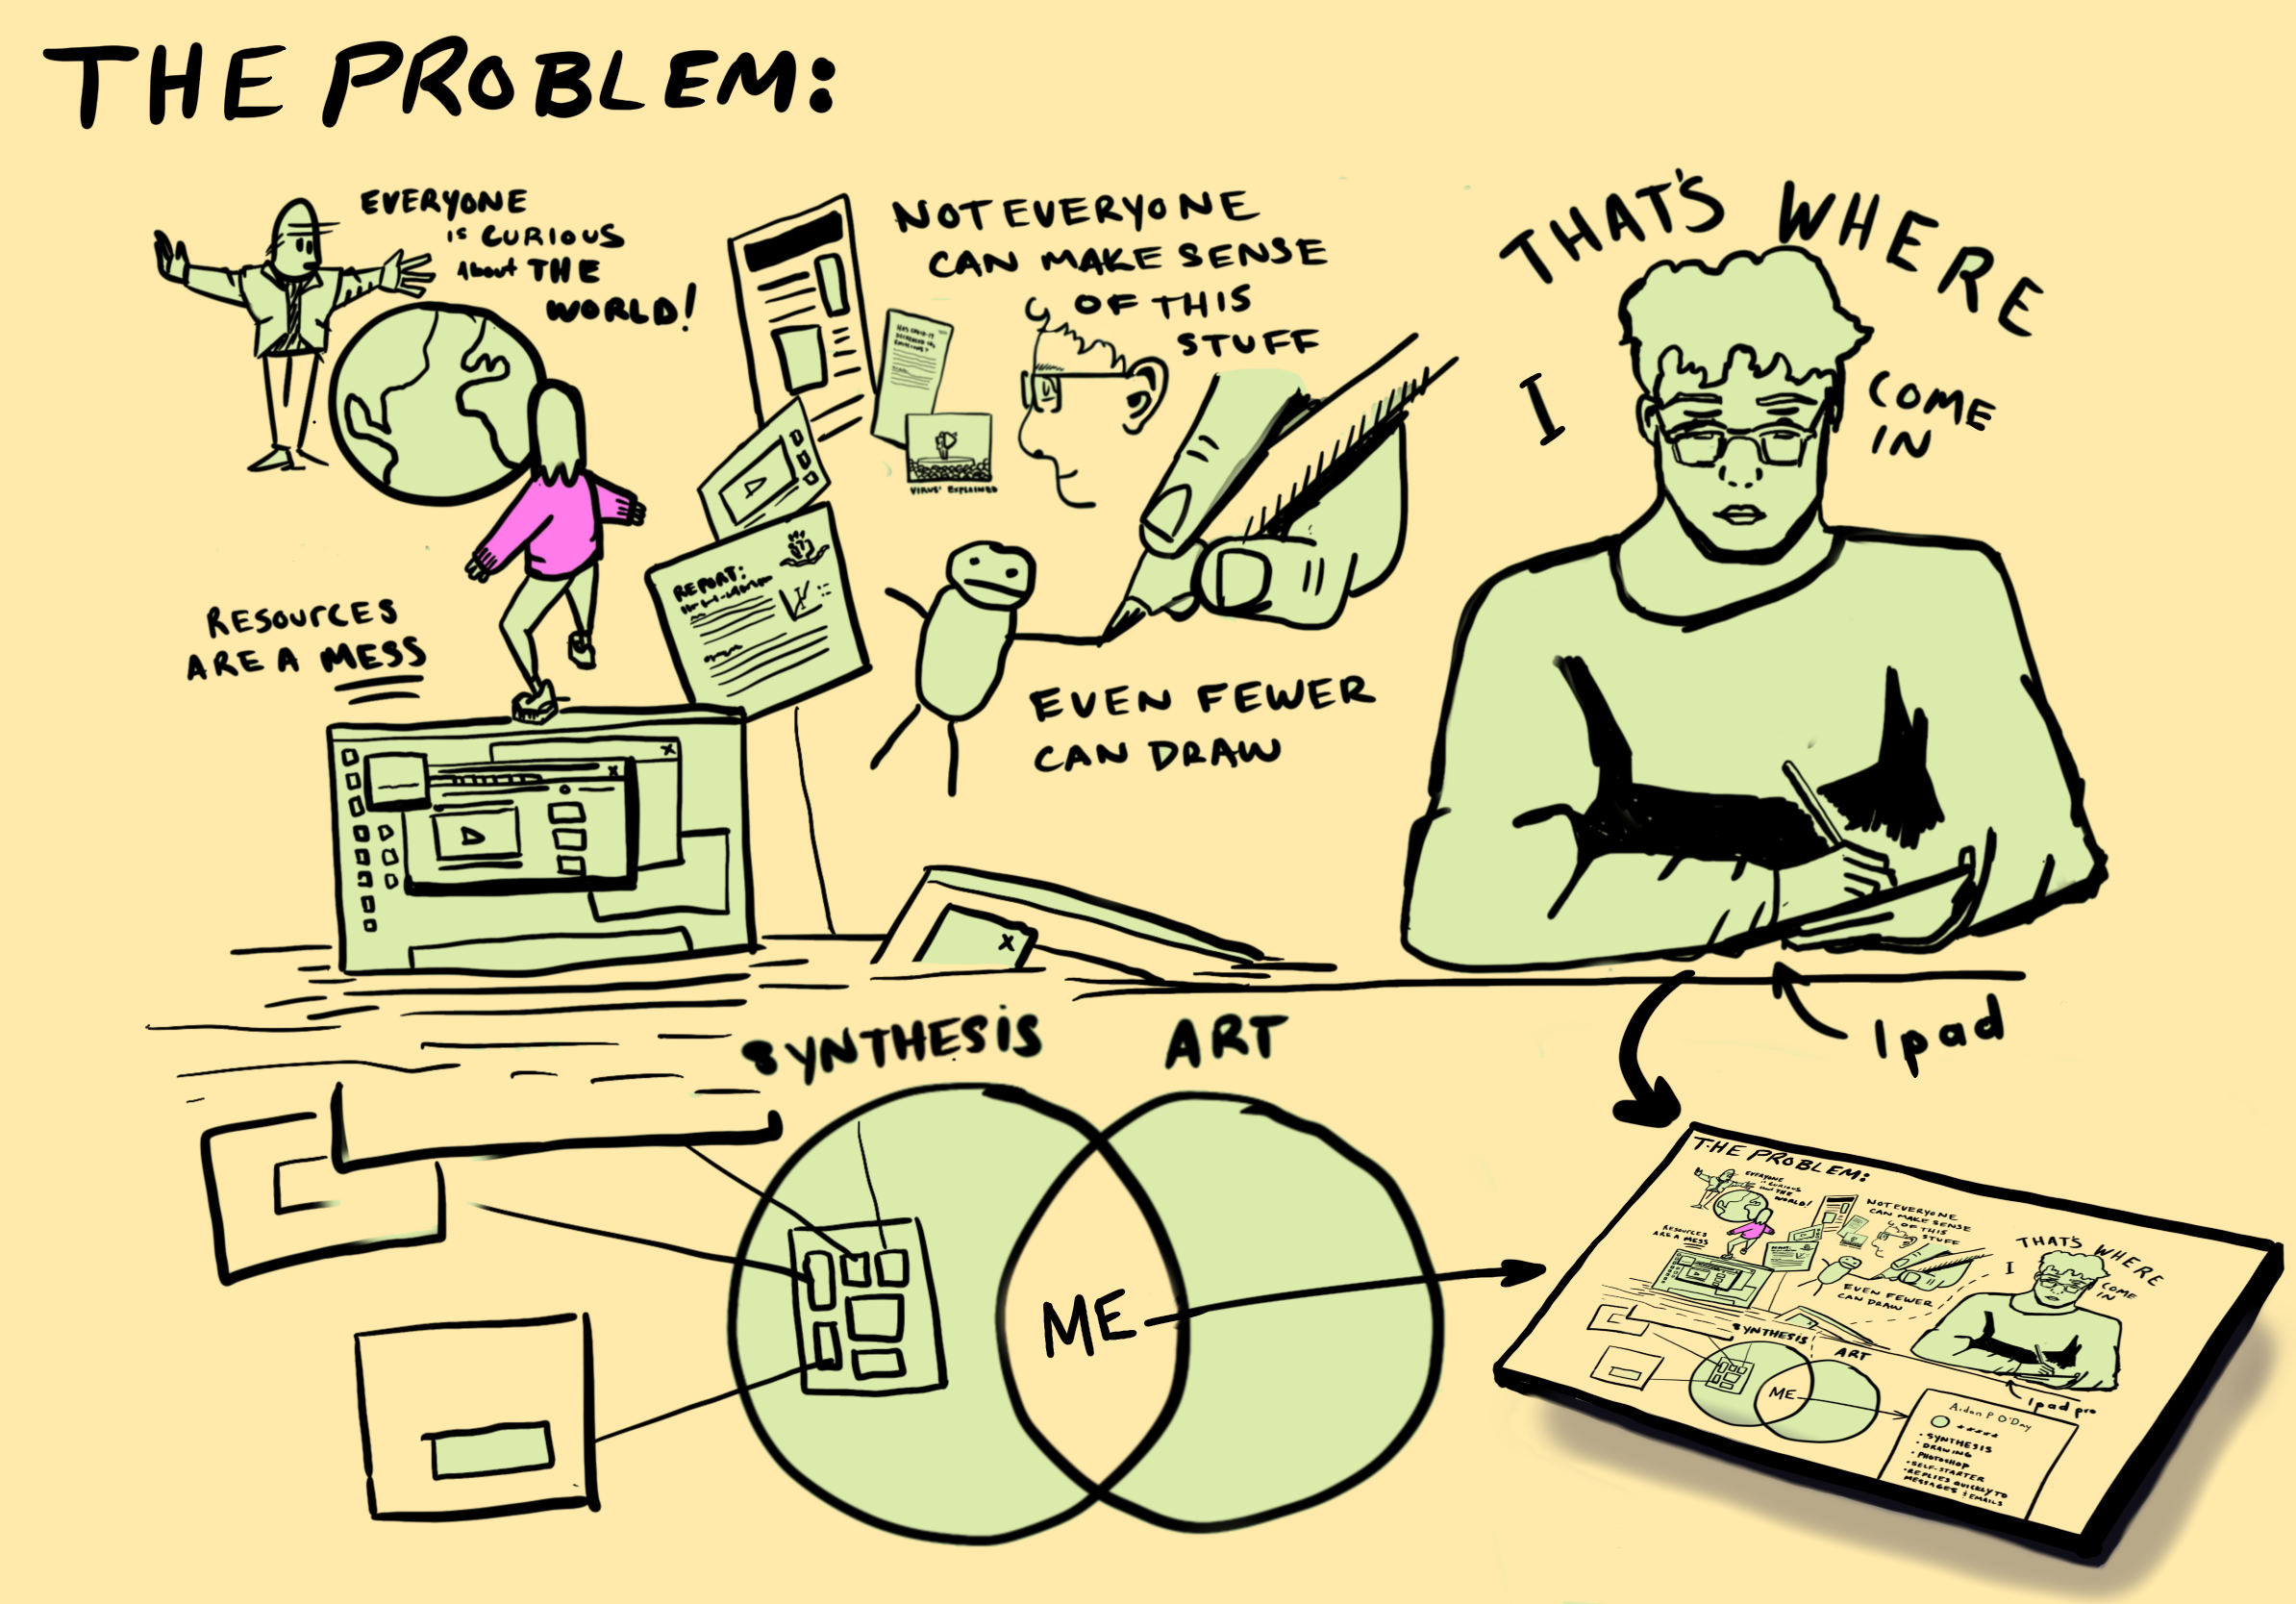 THE PROBLEM:
EVERYONE
is CURIOUS
About THE
WORLD!
NOT EVERYONE
CAN MAKE SENSE
OF THIS
STUFF
VIRUS' EXPLAINED
THAT'S WHERE
I
COME
IN
REPORT:
RESOURCES
ARE A MESS
EVEN FEWER
CAN DRAW
SYNTHESIS
ART
Ipad
ME
THE PROBLEM:
EVERYONE
is CURIOUS
About THE
WORLD!
NOT EVERYONE
CAN MAKE SENSE
OF THIS
STUFF
RESOURCES
ARE A MESS
THAT'S WHERE
I
COME
IN
EVEN FEWER
CAN DRAW
SYNTHESIS
ART
ME
Ipad pro
Aidan P O'Day
• SYNTHESIS
• DRAWING
• PHOTOSHOP
• SELF-STARTER
• REPLIES QUICKLY TO
MESSAGES & EMAILS